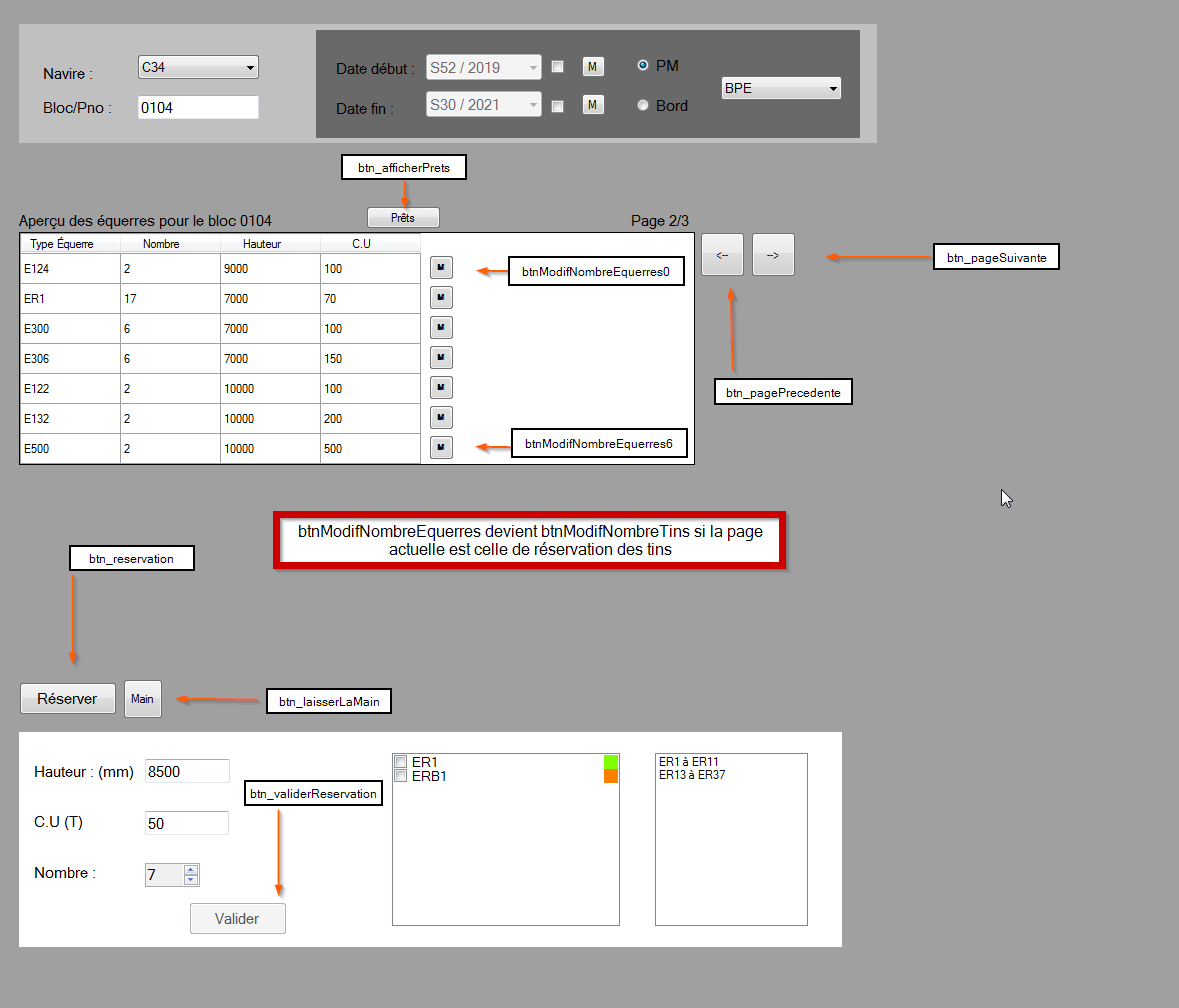 Navire : C34
Bloc/Pno : 0104
Date début : S52 / 2019 M
Date fin : S30 / 2021 M
PM
Bord
BPE
btn_afficherPrets
Aperçu des équerres pour le bloc 0104
Prêts
Page 2/3
Type Équerre Nombre Hauteur C.U
E124 2 9000 100 M
ER1 17 7000 70 M
E300 6 7000 100 M
E306 6 7000 150 M
E122 2 10000 100 M
E132 2 10000 200 M
E500 2 10000 500 M
btnModifNombreEquerres0
<-- -->
btn_pageSuivante
btn_pagePrecedente
btnModifNombreEquerres6
btnModifNombreEquerres devient btnModifNombreTins si la page
actuelle est celle de réservation des tins
btn_reservation
Réserver Main
btn_laisserLaMain
Hauteur : (mm) 8500
C.U (T) 50
Nombre : 7
btn_validerReservation
Valider
ER1
ERB1
ER1 à ER11
ER13 à ER37